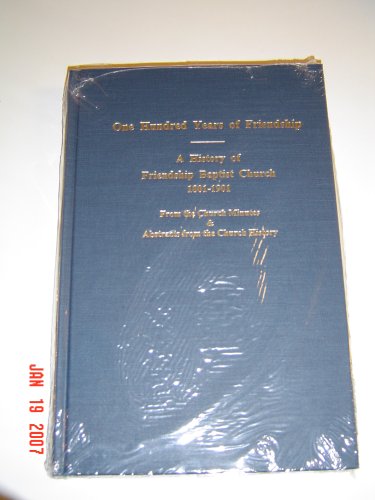 One Hundred Years of Friendship
A History of
Friendship Baptist Church
1801-1901
From the Church Minutes
&
Abstracts from the Church History
JAN 19 2007